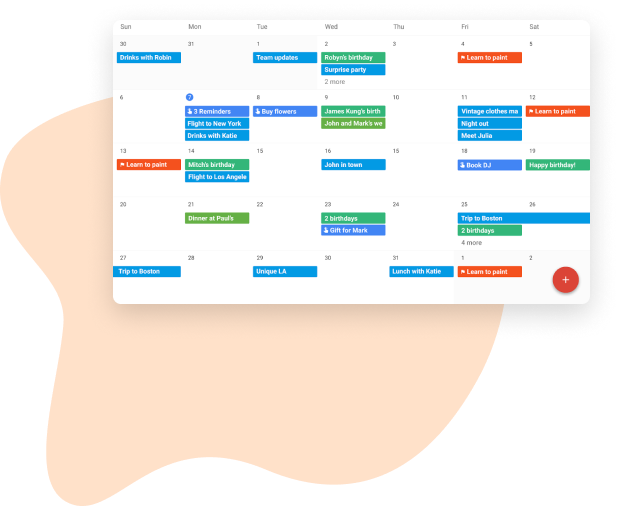 Sun Mon Tue Wed Thu Fri Sat
30 31 1 2 3 4 5
Drinks with Robin Team updates Robyn's birthday Learn to paint
Surprise party
2 more
6 7 8 9 10 11 12
3 Reminders Buy flowers James Kung's birth Vintage clothes ma Learn to paint
Flight to New York John and Mark's we Night out
Drinks with Katie Meet Julia
13 14 15 16 15 18 19
Learn to paint Mitch's birthday John in town Book DJ Happy birthday!
Flight to Los Angele
20 21 22 23 24 25 26
Dinner at Paul's 2 birthdays Trip to Boston
Gift for Mark 2 birthdays
4 more
27 28 29 30 31 1 2
Trip to Boston Unique LA Lunch with Katie Learn to paint
+